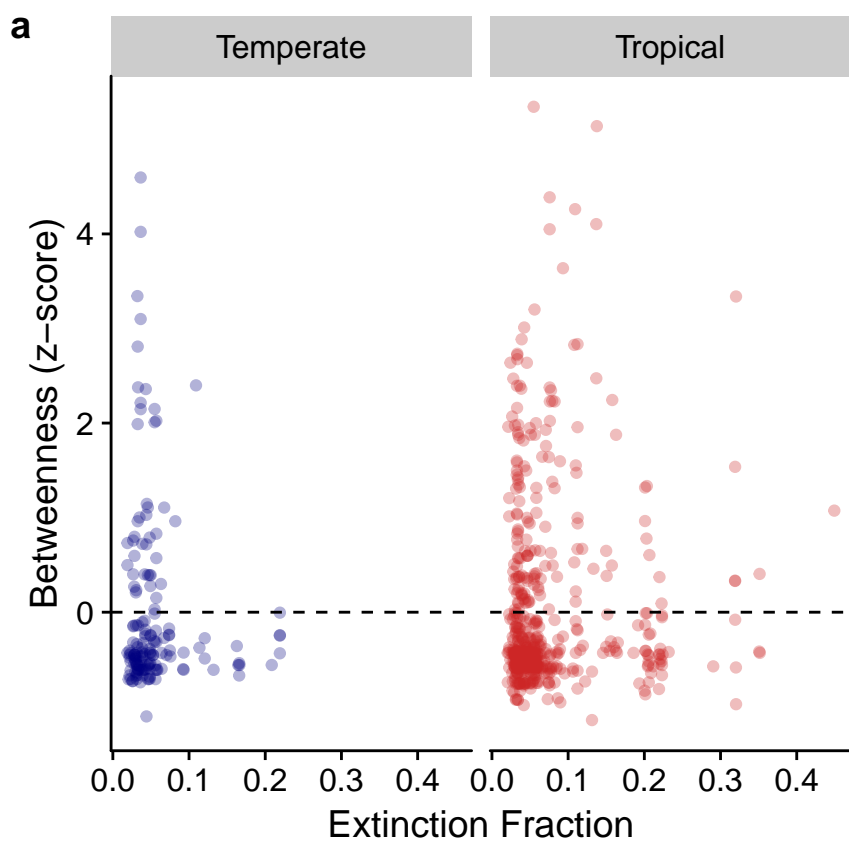 a
Temperate Tropical
Betweenness (z−score)
4
2
0
0.0 0.1 0.2 0.3 0.4 0.0 0.1 0.2 0.3 0.4
Extinction Fraction